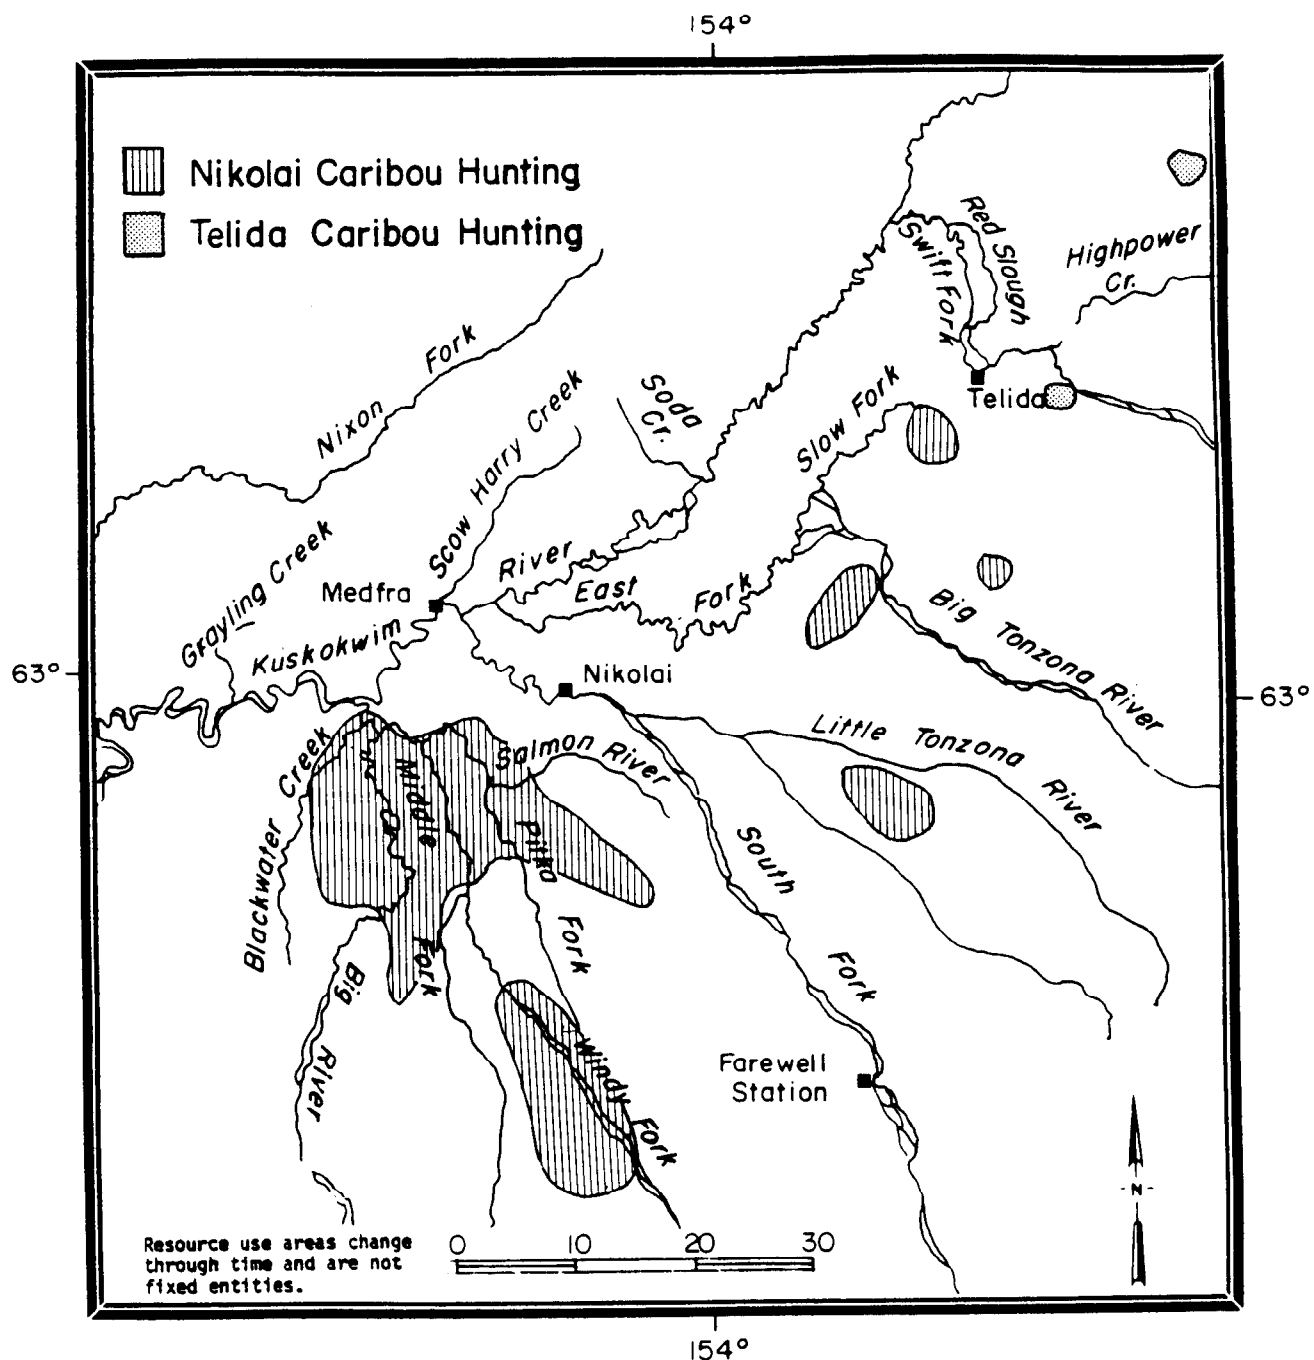 154°
Nikolai Caribou Hunting
Telida Caribou Hunting
Red Slough
Swift Fork
Highpower
Cr.
Nixon Fork
Soda
Cr.
Slow Fork
Telida
Scow Harry Creek
Grayling Creek
Medfra
River
East Fork
Kuskokwim
Big Tonzona River
63°
63°
Nikolai
Little Tonzona River
Salmon River
Blackwater Creek
Middle Fork
Cr.
Pitka Fork
South Fork
Big River
Windy Fork
Farewell
Station
N
Resource use areas change
through time and are not
fixed entities.
0 10 20 30
154°